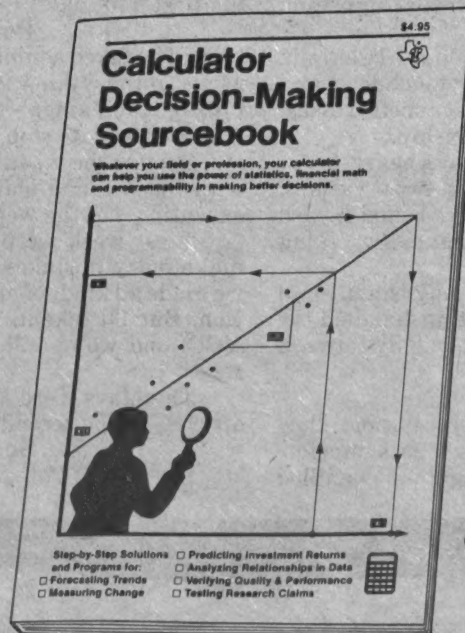 $4.95
Calculator
Decision-Making
Sourcebook
Whatever your field or profession, your calculator
can help you use the power of statistics, financial math
and programmability in making better decisions.
Step-by-Step Solutions
and Programs for:
□ Forecasting Trends
□ Measuring Change
□ Predicting Investment Returns
□ Analyzing Relationships in Data
□ Verifying Quality & Performance
□ Testing Research Claims